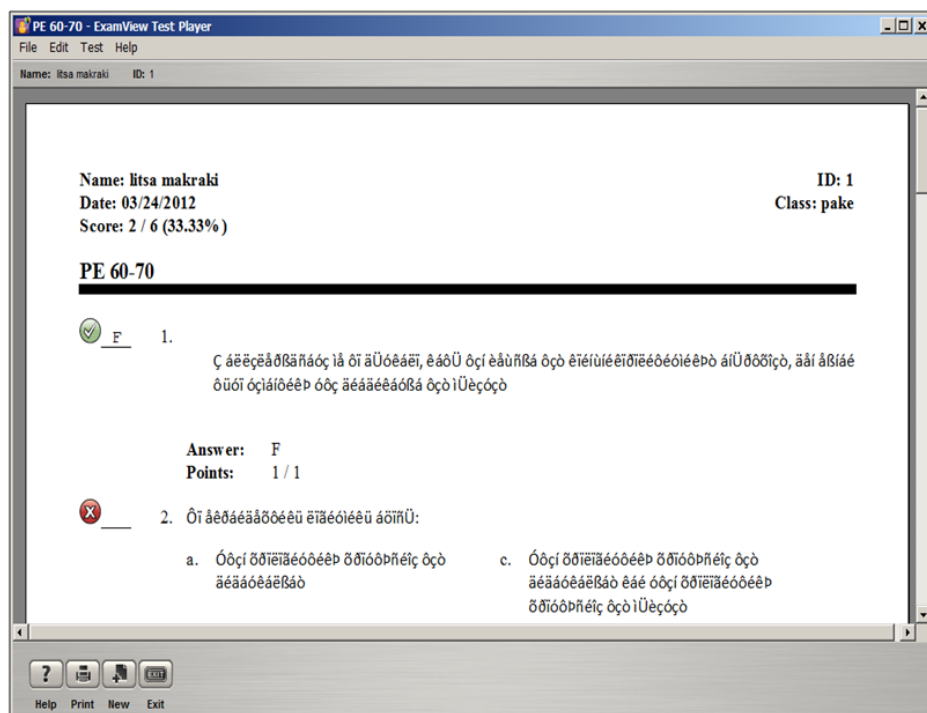 PE 60-70 - ExamView Test Player
File Edit Test Help
Name: litsa makraki ID: 1
Name: litsa makraki ID: 1
Date: 03/24/2012 Class: pake
Score: 2 / 6 (33.33%)
PE 60-70
F 1.
Ç áëëçëåðßäñáóç ìå ôï äÜóêáëï, êáôÜ ôçí èåùñßá ôçò êïéíùíéêïðïëéôéóìéêÞò áíÜðôõîçò, äåí åßíáé
ôüóï óçìáíôéêÞ óôç äéáäéêáóßá ôçò ìÜèçóçò
Answer: F
Points: 1 / 1
2. Ôï åêðáéäåõôéêü ëïãéóìéêü áöïñÜ:
a. Óôçí õðïëïãéóôéêÞ õðïóôÞñéîç ôçò
äéäáóêáëßáò
c. Óôçí õðïëïãéóôéêÞ õðïóôÞñéîç ôçò
äéäáóêáëßáò êáé óôçí õðïëïãéóôéêÞ
õðïóôÞñéîç ôçò ìÜèçóçò
Help Print New Exit